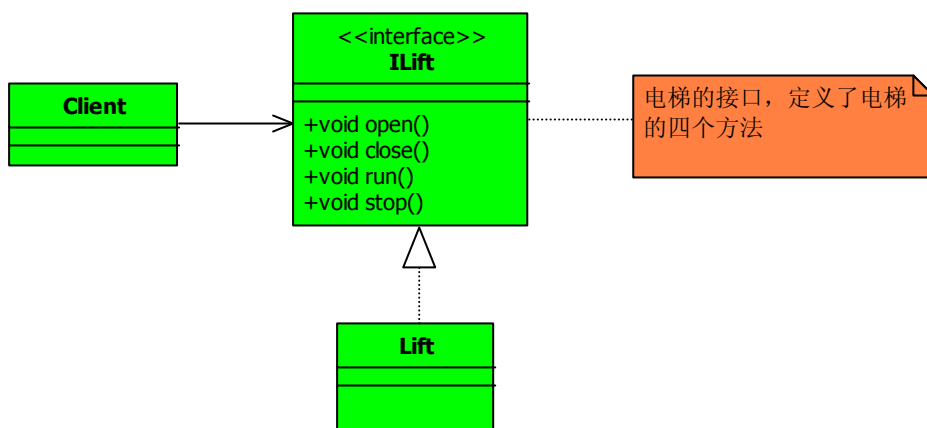 <<interface>>
ILift
Client
+void open()
+void close()
+void run()
+void stop()
电梯的接口，定义了电梯
的四个方法
Lift